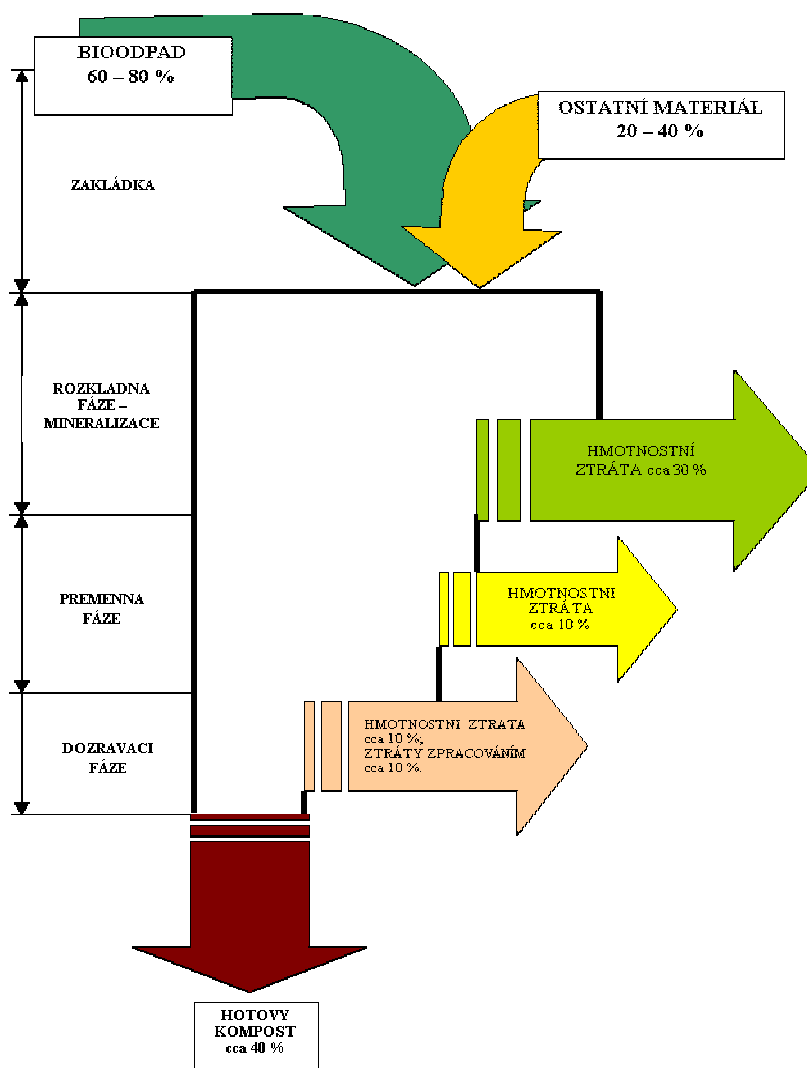 BIOODPAD
60 – 80 %
OSTATNÍ MATERIÁL
20 – 40 %
ZAKLÁDKA
ROZKLADNA
FÁZE –
MINERALIZACE
HMOTNOSTNÍ
ZTRÁTA cca 30 %
PREMENNA
FÁZE
HMOTNOSTNI
ZTRÁTA
cca 10 %
DOZRAVACI
FÁZE
HMOTNOSTNI ZTRATA
cca 10 %;
ZTRÁTY ZPRACOVÁNÍM
cca 10 %.
HOTOVY
KOMPOST
cca 40 %